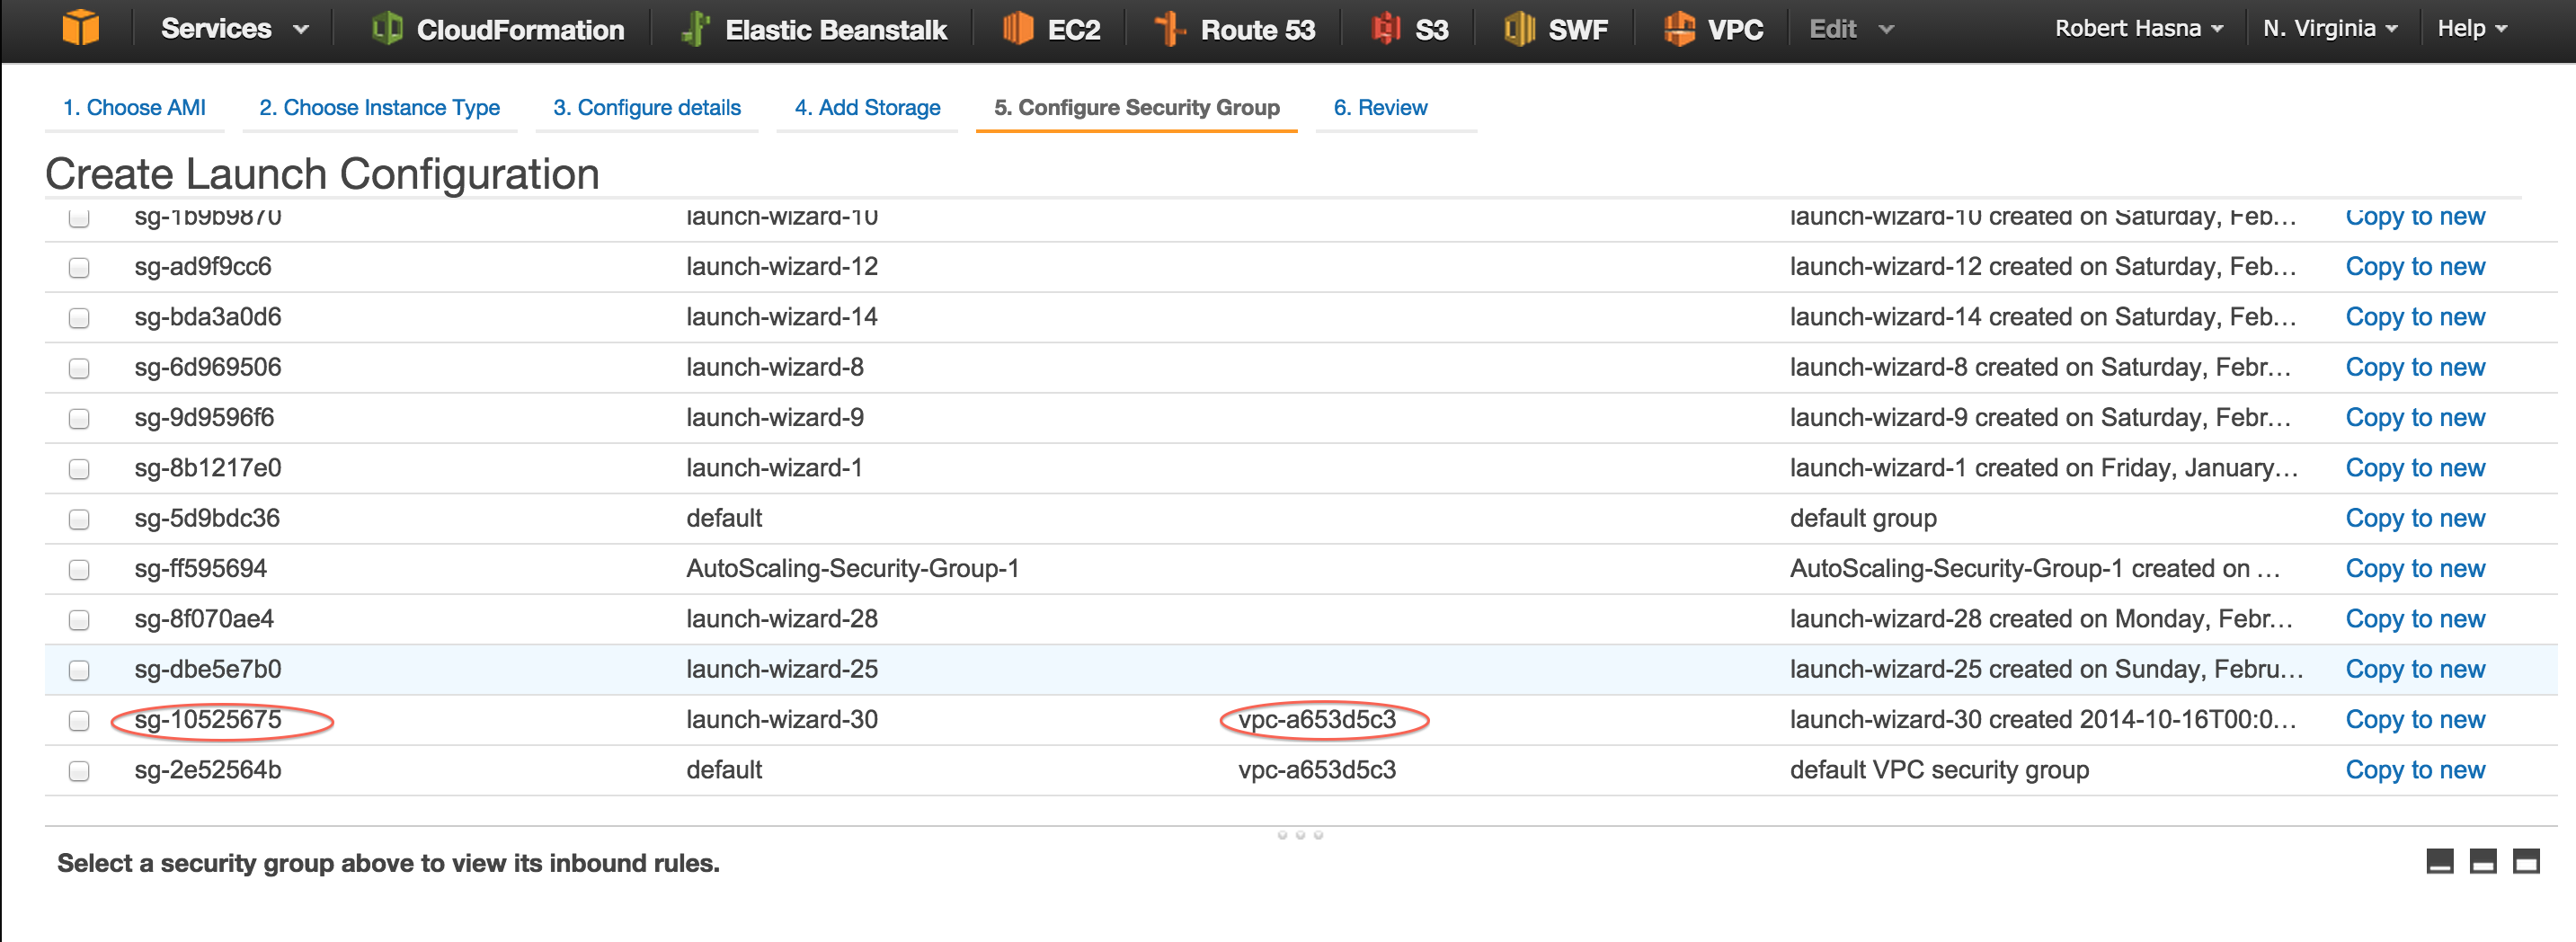 Services CloudFormation Elastic Beanstalk EC2 Route 53 S3 SWF VPC Edit Robert Hasna N. Virginia Help
1. Choose AMI 2. Choose Instance Type 3. Configure details 4. Add Storage 5. Configure Security Group 6. Review
Create Launch Configuration
sg-1b9b9870 launch-wizard-10 launch-wizard-10 created on Saturday, Feb... Copy to new
sg-ad9f9cc6 launch-wizard-12 launch-wizard-12 created on Saturday, Feb... Copy to new
sg-bda3a0d6 launch-wizard-14 launch-wizard-14 created on Saturday, Feb... Copy to new
sg-6d969506 launch-wizard-8 launch-wizard-8 created on Saturday, Febr... Copy to new
sg-9d9596f6 launch-wizard-9 launch-wizard-9 created on Saturday, Febr... Copy to new
sg-8b1217e0 launch-wizard-1 launch-wizard-1 created on Friday, January... Copy to new
sg-5d9bdc36 default default group Copy to new
sg-ff595694 AutoScaling-Security-Group-1 AutoScaling-Security-Group-1 created on ... Copy to new
sg-8f070ae4 launch-wizard-28 launch-wizard-28 created on Monday, Febr... Copy to new
sg-dbe5e7b0 launch-wizard-25 launch-wizard-25 created on Sunday, Febru... Copy to new
sg-10525675 launch-wizard-30 vpc-a653d5c3 launch-wizard-30 created 2014-10-16T00:0... Copy to new
sg-2e52564b default vpc-a653d5c3 default VPC security group Copy to new
Select a security group above to view its inbound rules.